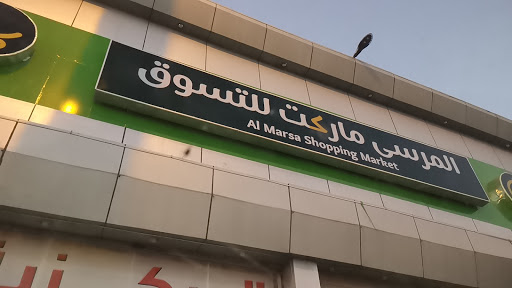 المرسى ماركت للتسوق
Al Marsa Shopping Market